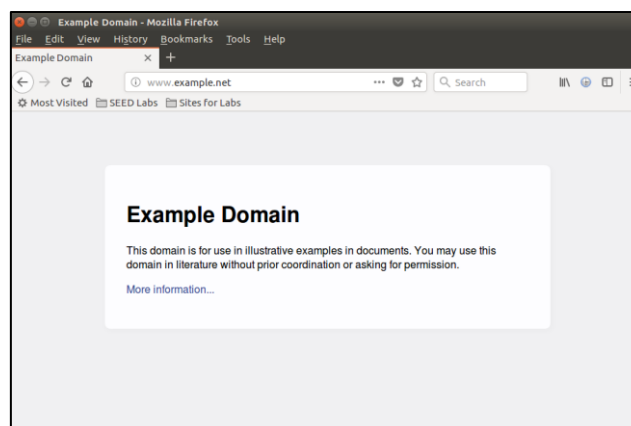 Example Domain - Mozilla Firefox
File Edit View History Bookmarks Tools Help
Example Domain
www.example.net
Search
Most Visited SEED Labs Sites for Labs
Example Domain
This domain is for use in illustrative examples in documents. You may use this
domain in literature without prior coordination or asking for permission.
More information...